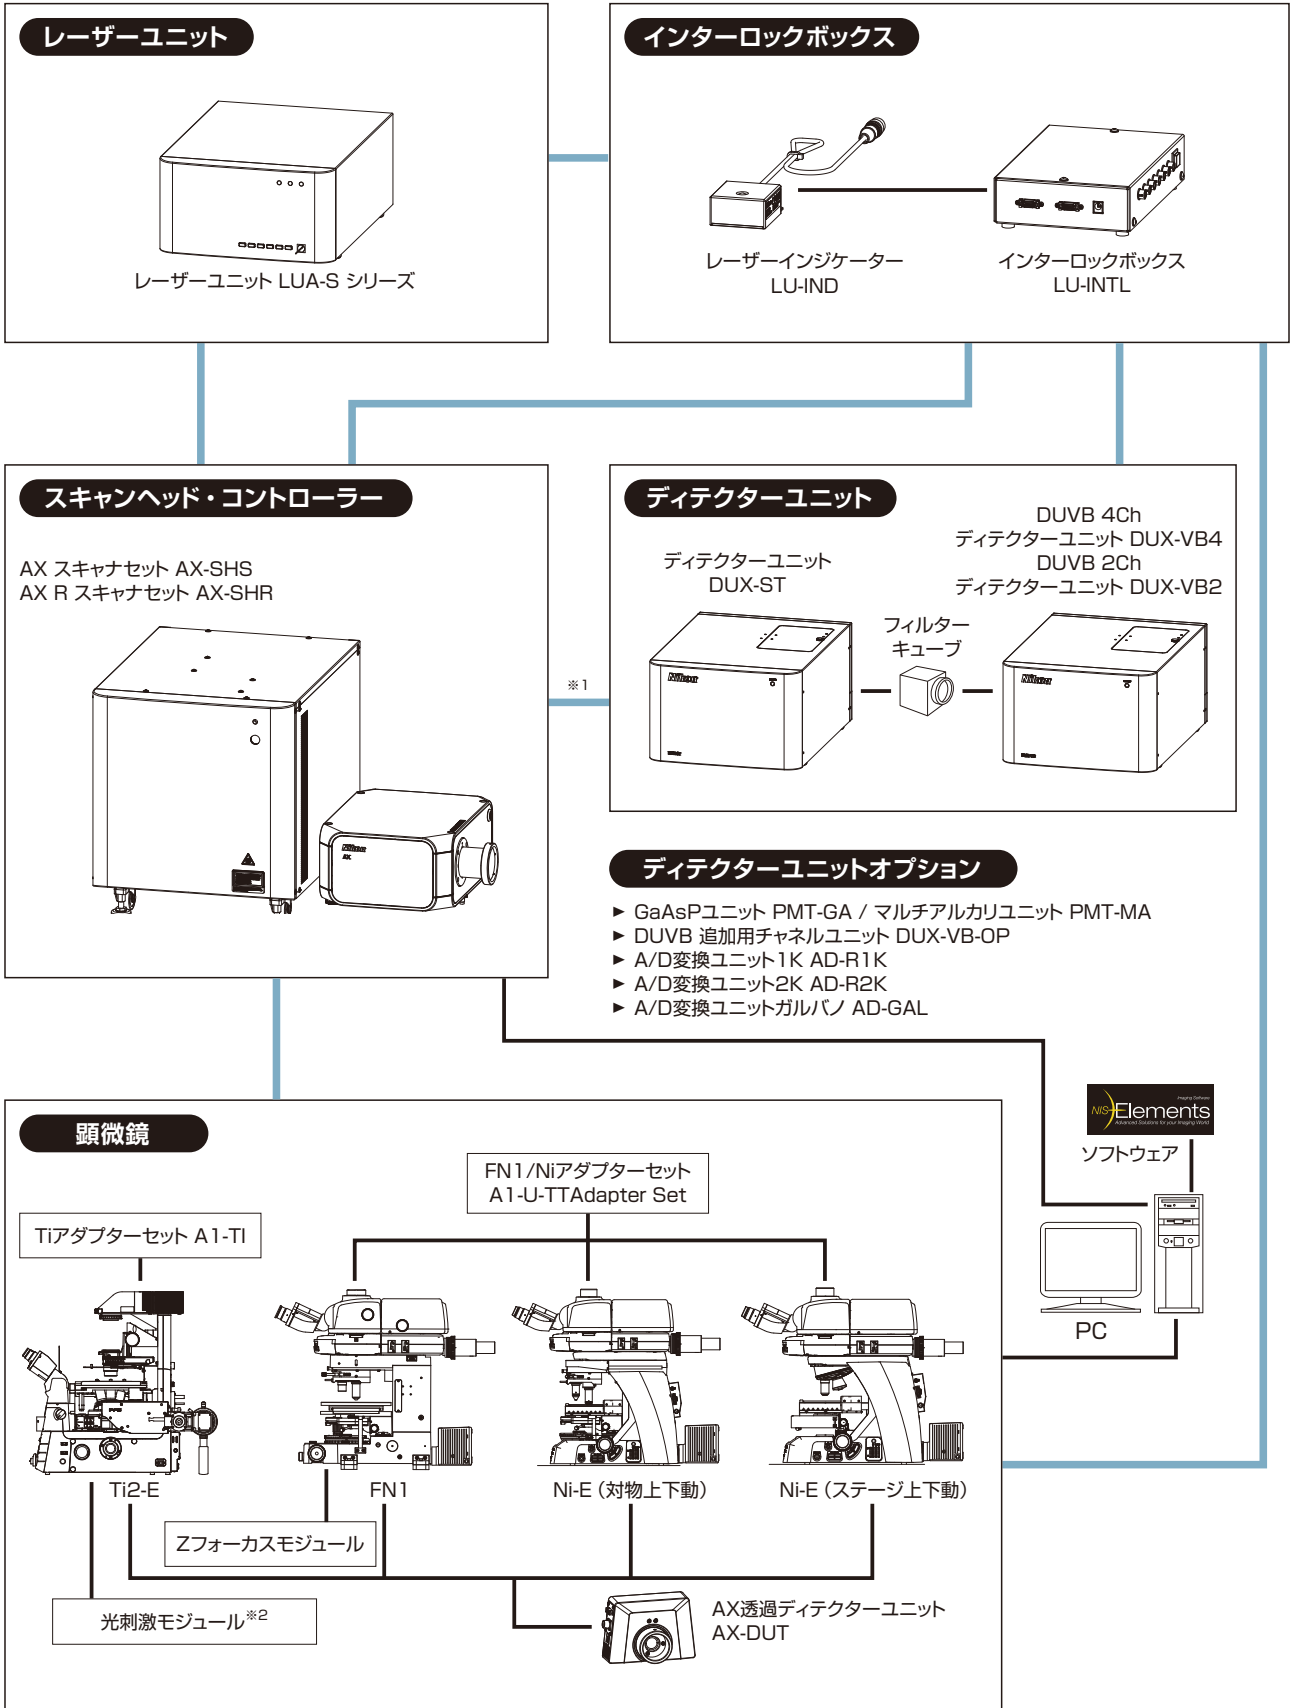 レーザーユニット
レーザーユニット LUA-S シリーズ
インターロックボックス
レーザーインジケーター
LU-IND
インターロックボックス
LU-INTL
スキャンヘッド・コントローラー
AX スキャナセット AX-SHS
AX R スキャナセット AX-SHR
Nikon
AX
※1
ディテクターユニット
ディテクターユニット
DUX-ST
DUVB 4Ch
ディテクターユニット DUX-VB4
DUVB 2Ch
ディテクターユニット DUX-VB2
フィルター
キューブ
Nikon
Nikon
ディテクターユニットオプション
► GaAsPユニット PMT-GA / マルチアルカリユニット PMT-MA
► DUVB 追加用チャネルユニット DUX-VB-OP
► A/D変換ユニット1K AD-R1K
► A/D変換ユニット2K AD-R2K
► A/D変換ユニットガルバノ AD-GAL
顕微鏡
FN1/Niアダプターセット
A1-U-TTAdapter Set
Tiアダプターセット A1-TI
Imaging Software
NIS-Elements
Advanced Solutions for your Imaging World
ソフトウェア
PC
Ti2-E
FN1
Ni-E（対物上下動）
Ni-E（ステージ上下動）
Zフォーカスモジュール
光刺激モジュール※2
AX透過ディテクターユニット
AX-DUT